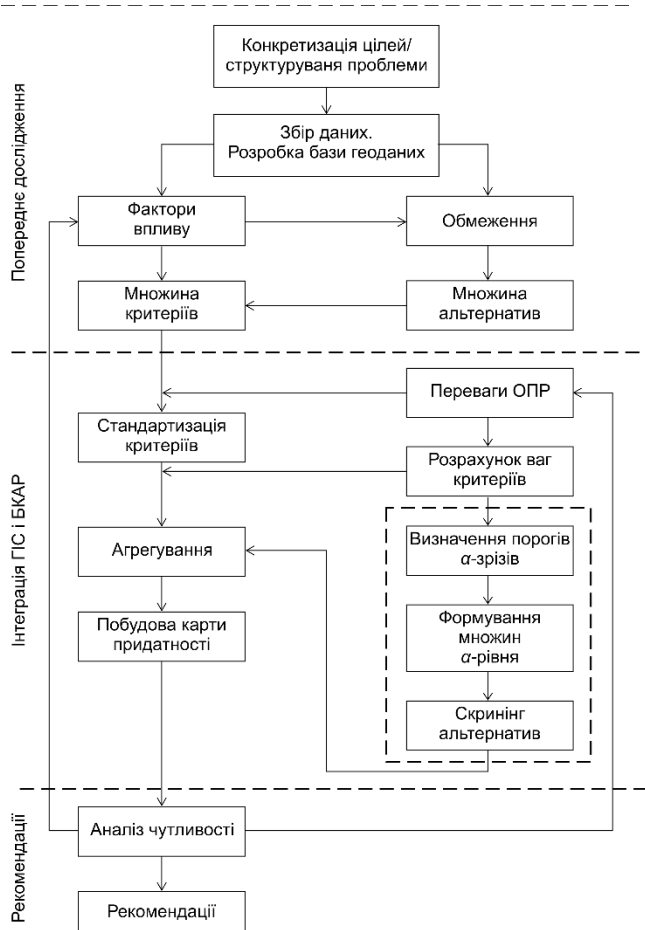 Попереднє дослідження
Конкретизація цілей/
структуруваня проблеми
Збір даних.
Розробка бази геоданих
Фактори
впливу
Обмеження
Множина
критеріїв
Множина
альтернатив
Інтеграція ГІС і БКАР
Переваги ОПР
Стандартизація
критеріїв
Розрахунок ваг
критеріїв
Визначення порогів
α-зрізів
Агрегування
Формування
множин
α-рівня
Побудова карти
придатності
Скринінг
альтернатив
Рекомендації
Аналіз чутливості
Рекомендації